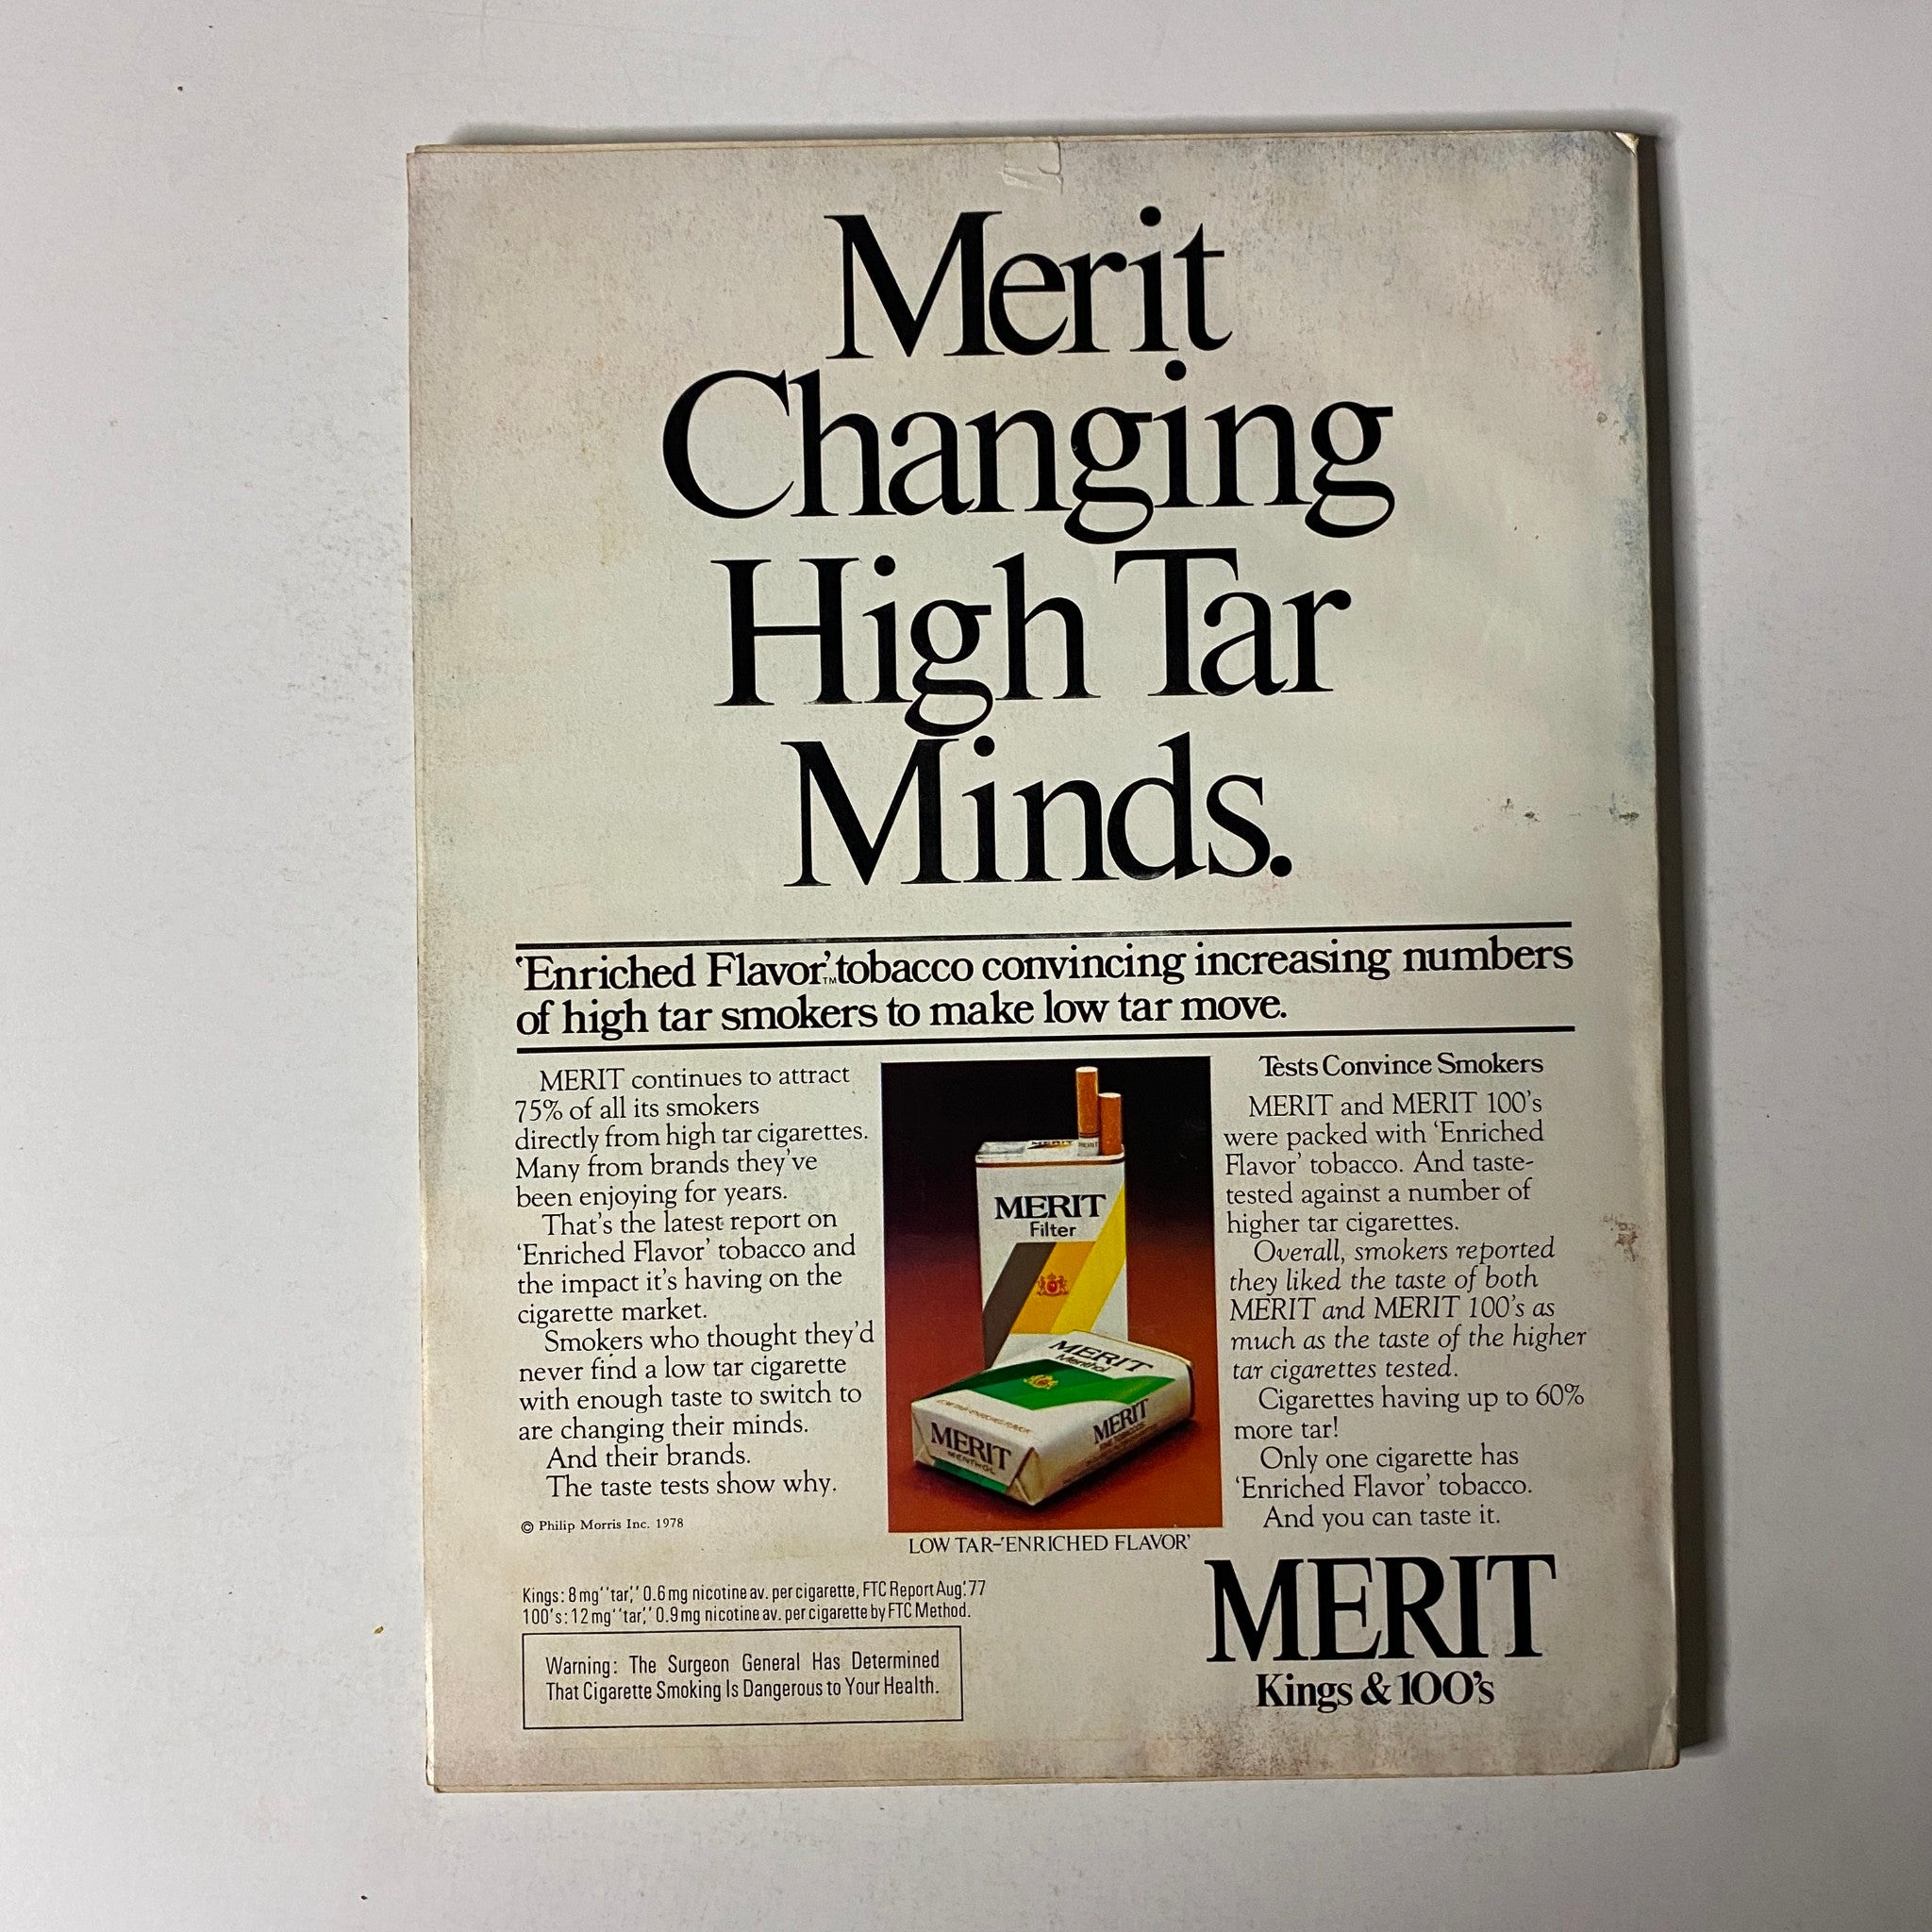 Merit
Changing
High Tar
Minds.
'Enriched Flavor,'™ tobacco convincing increasing numbers
of high tar smokers to make low tar move.
MERIT continues to attract
75% of all its smokers
directly from high tar cigarettes.
Many from brands they've
been enjoying for years.
That's the latest report on
'Enriched Flavor' tobacco and
the impact it's having on the
cigarette market.
Smokers who thought they'd
never find a low tar cigarette
with enough taste to switch to
are changing their minds.
And their brands.
The taste tests show why.
© Philip Morris Inc. 1978
MERIT
MERIT
Filter
MERIT
Menthol
MERIT
MENTHOL
MERIT
LOW TAR-'ENRICHED FLAVOR'
Tests Convince Smokers
MERIT and MERIT 100's
were packed with 'Enriched
Flavor' tobacco. And taste-
tested against a number of
higher tar cigarettes.
Overall, smokers reported
they liked the taste of both
MERIT and MERIT 100's as
much as the taste of the higher
tar cigarettes tested.
Cigarettes having up to 60%
more tar!
Only one cigarette has
'Enriched Flavor' tobacco.
And you can taste it.
MERIT
Kings & 100's
Kings: 8 mg "tar," 0.6 mg nicotine av. per cigarette, FTC Report Aug.'77
100's: 12 mg "tar," 0.9 mg nicotine av. per cigarette by FTC Method.
Warning: The Surgeon General Has Determined
That Cigarette Smoking Is Dangerous to Your Health.